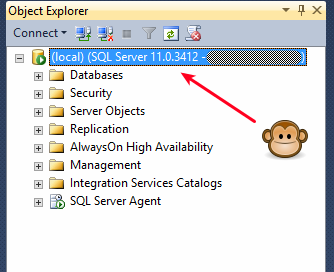 Object Explorer
Connect
(local) (SQL Server 11.0.3412 - )
Databases
Security
Server Objects
Replication
AlwaysOn High Availability
Management
Integration Services Catalogs
SQL Server Agent